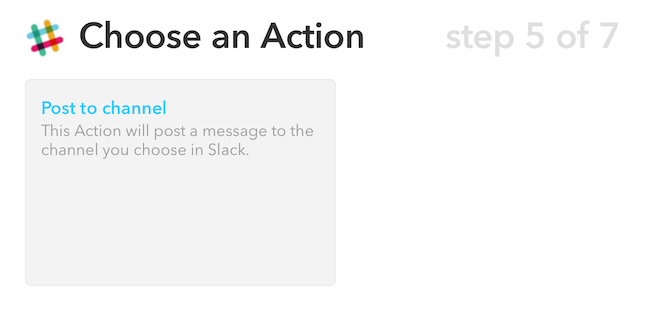 Choose an Action step 5 of 7
Post to channel
This Action will post a message to the
channel you choose in Slack.